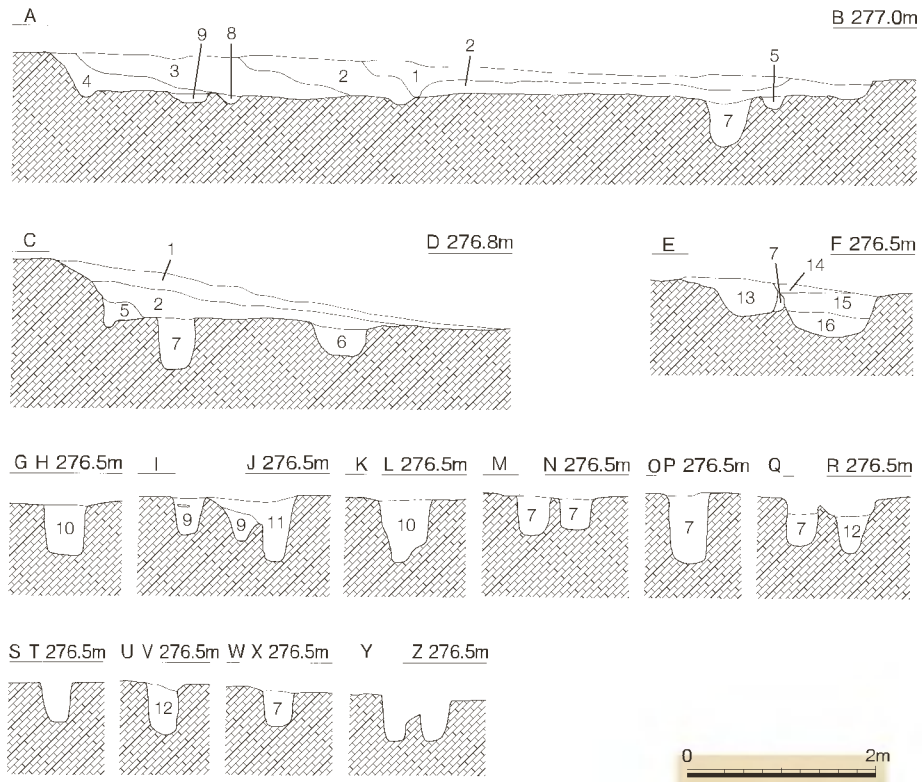 A B 277.0m
9 8 2 5
4 3 2 1 7
C D 276.8m
1
5 2 7 6
E F 276.5m
7 14
13 15
16
G H 276.5m I J 276.5m K L 276.5m M N 276.5m O P 276.5m Q R 276.5m
10 9 9 11 10 7 7 7 7 12
S T 276.5m U V 276.5m W X 276.5m Y Z 276.5m
12 7
0 2m